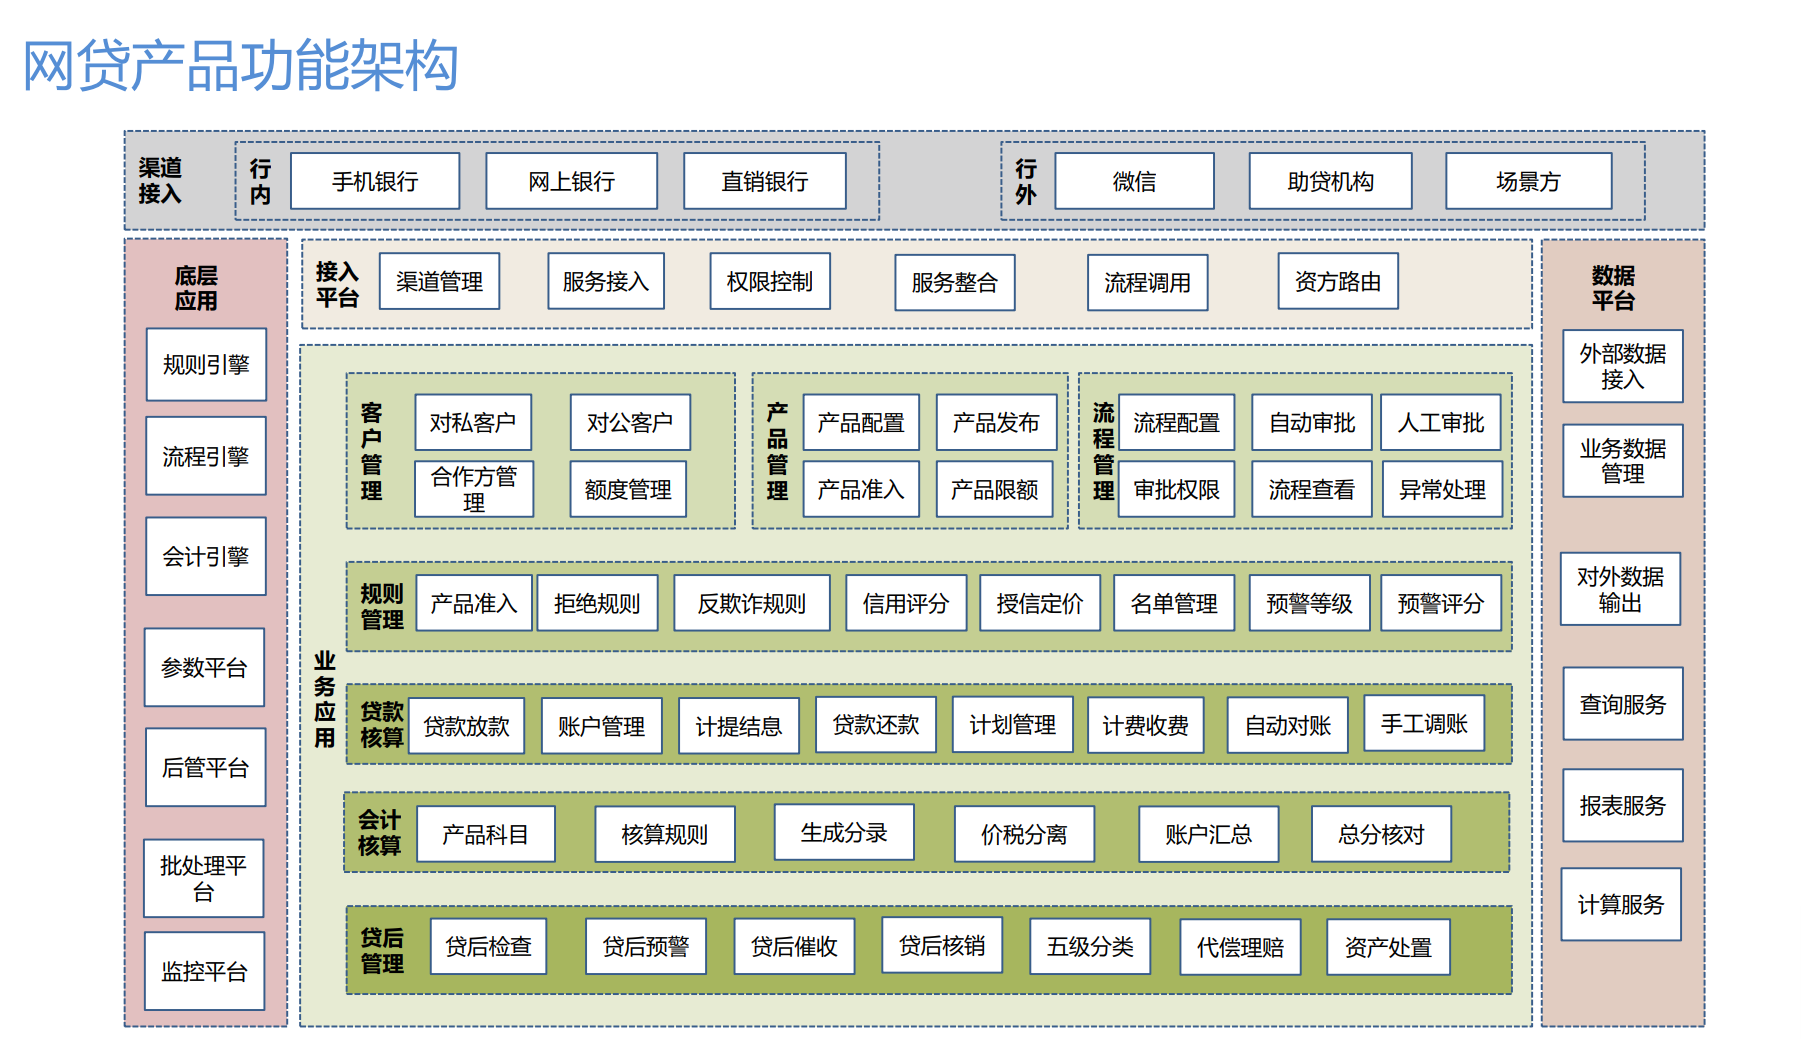 网贷产品功能架构
渠道
接入
行
内
手机银行
网上银行
直销银行
行
外
微信
助贷机构
场景方
底层
应用
规则引擎
流程引擎
会计引擎
参数平台
后管平台
批处理平
台
监控平台
接入
平台
渠道管理
服务接入
权限控制
服务整合
流程调用
资方路由
业
务
应
用
客
户
管
理
对私客户
对公客户
合作方管
理
额度管理
产
品
管
理
产品配置
产品发布
产品准入
产品限额
流
程
管
理
流程配置
自动审批
人工审批
审批权限
流程查看
异常处理
规则
管理
产品准入
拒绝规则
反欺诈规则
信用评分
授信定价
名单管理
预警等级
预警评分
贷款
核算
贷款放款
账户管理
计提结息
贷款还款
计划管理
计费收费
自动对账
手工调账
会计
核算
产品科目
核算规则
生成分录
价税分离
账户汇总
总分核对
贷后
管理
贷后检查
贷后预警
贷后催收
贷后核销
五级分类
代偿理赔
资产处置
数据
平台
外部数据
接入
业务数据
管理
对外数据
输出
查询服务
报表服务
计算服务